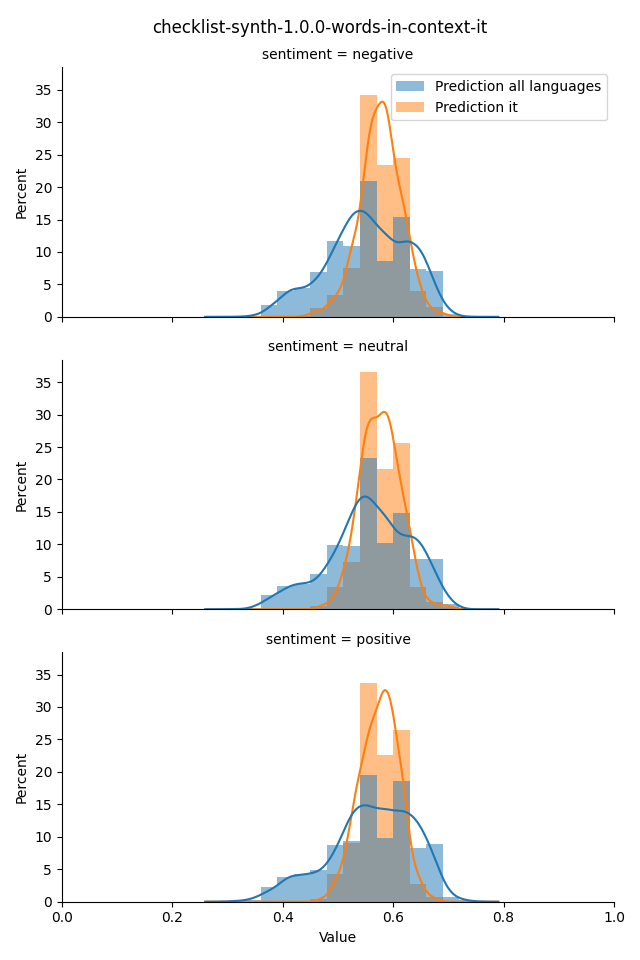 checklist-synth-1.0.0-words-in-context-it
sentiment = negative
Prediction all languages
Prediction it
35
30
25
20
15
10
5
0
Percent
sentiment = neutral
35
30
25
20
15
10
5
0
Percent
sentiment = positive
35
30
25
20
15
10
5
0
Percent
0.0 0.2 0.4 0.6 0.8 1.0
Value